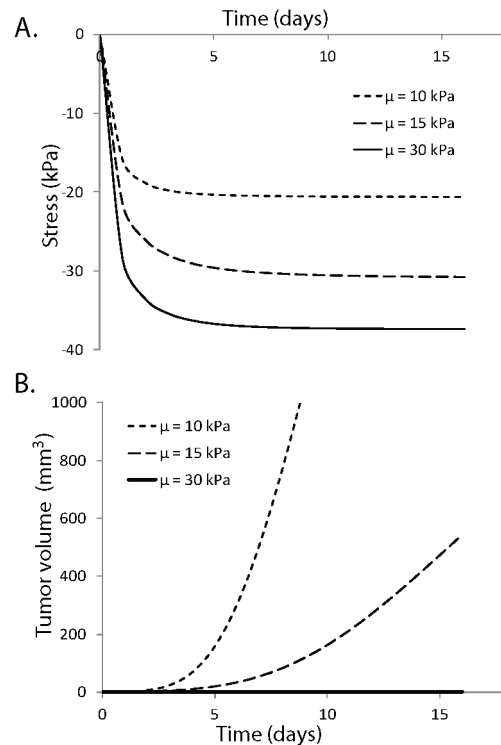 A.
Time (days)
0
0 5 10 15
μ = 10 kPa
μ = 15 kPa
μ = 30 kPa
-10
-20
-30
-40
Stress (kPa)
B.
1000
800
600
400
200
0
μ = 10 kPa
μ = 15 kPa
μ = 30 kPa
Tumor volume (mm³)
0 5 10 15
Time (days)